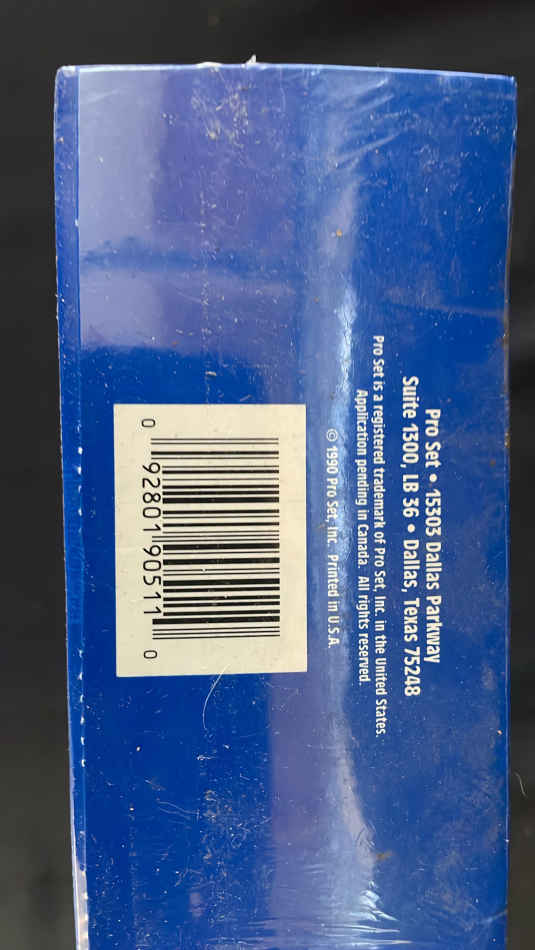 Pro Set • 13303 Dallas Parkway
Suite 1300, LB 36 • Dallas, Texas 75248
Pro Set is a registered trademark of Pro Set, Inc. in the United States.
Application pending in Canada. All rights reserved.
© 1990 Pro Set, Inc. Printed in U.S.A.
0 92801 90511 0